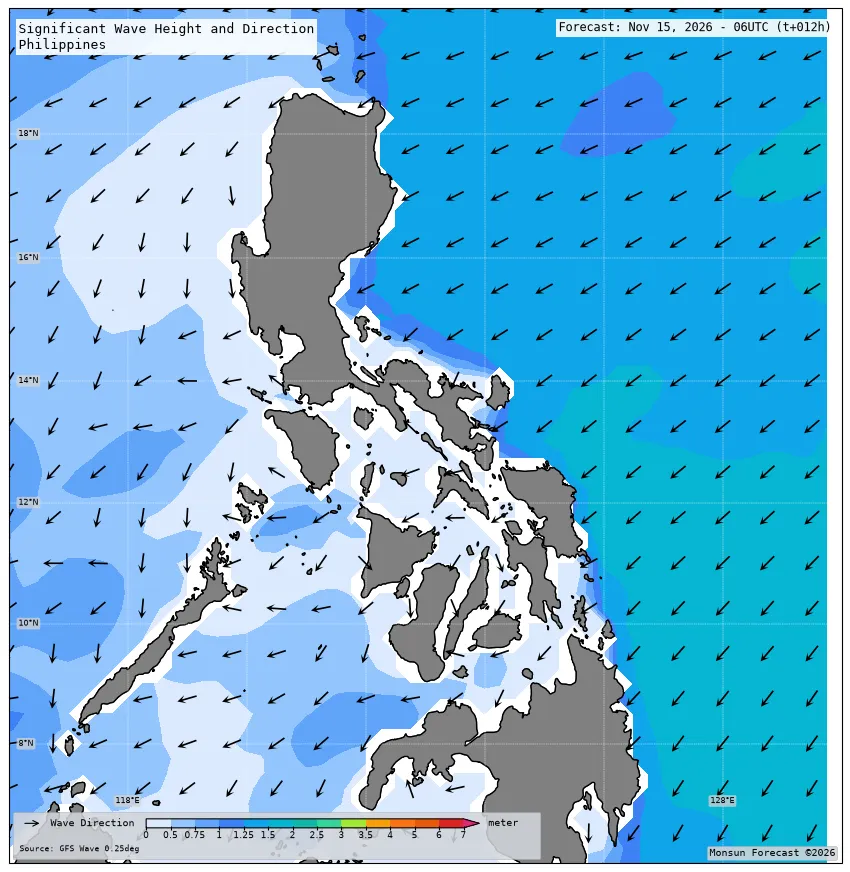 Significant Wave Height and Direction
Philippines
Forecast: Nov 15, 2026 - 06UTC (t+012h)
18°N
16°N
14°N
12°N
10°N
8°N
118°E
128°E
Wave Direction
0 0.5 0.75 1 1.25 1.5 2 2.5 3 3.5 4 5 6 7
meter
Source: GFS Wave 0.25deg
Monsun Forecast ©2026